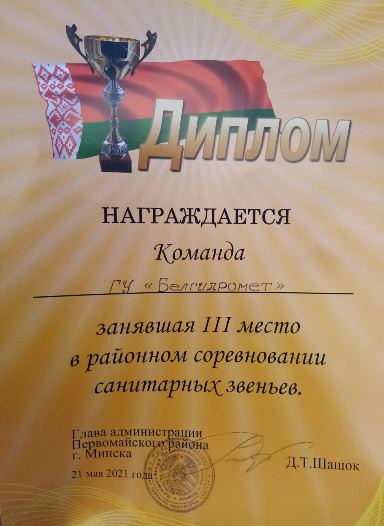 Диплом
НАГРАЖДАЕТСЯ
Команда
ГУ «Белгидромет»
занявшая III место
в районном соревновании
санитарных звеньев.
Глава администрации
Первомайского района
г. Минска
Д.Т.Шашок
21 мая 2021 года